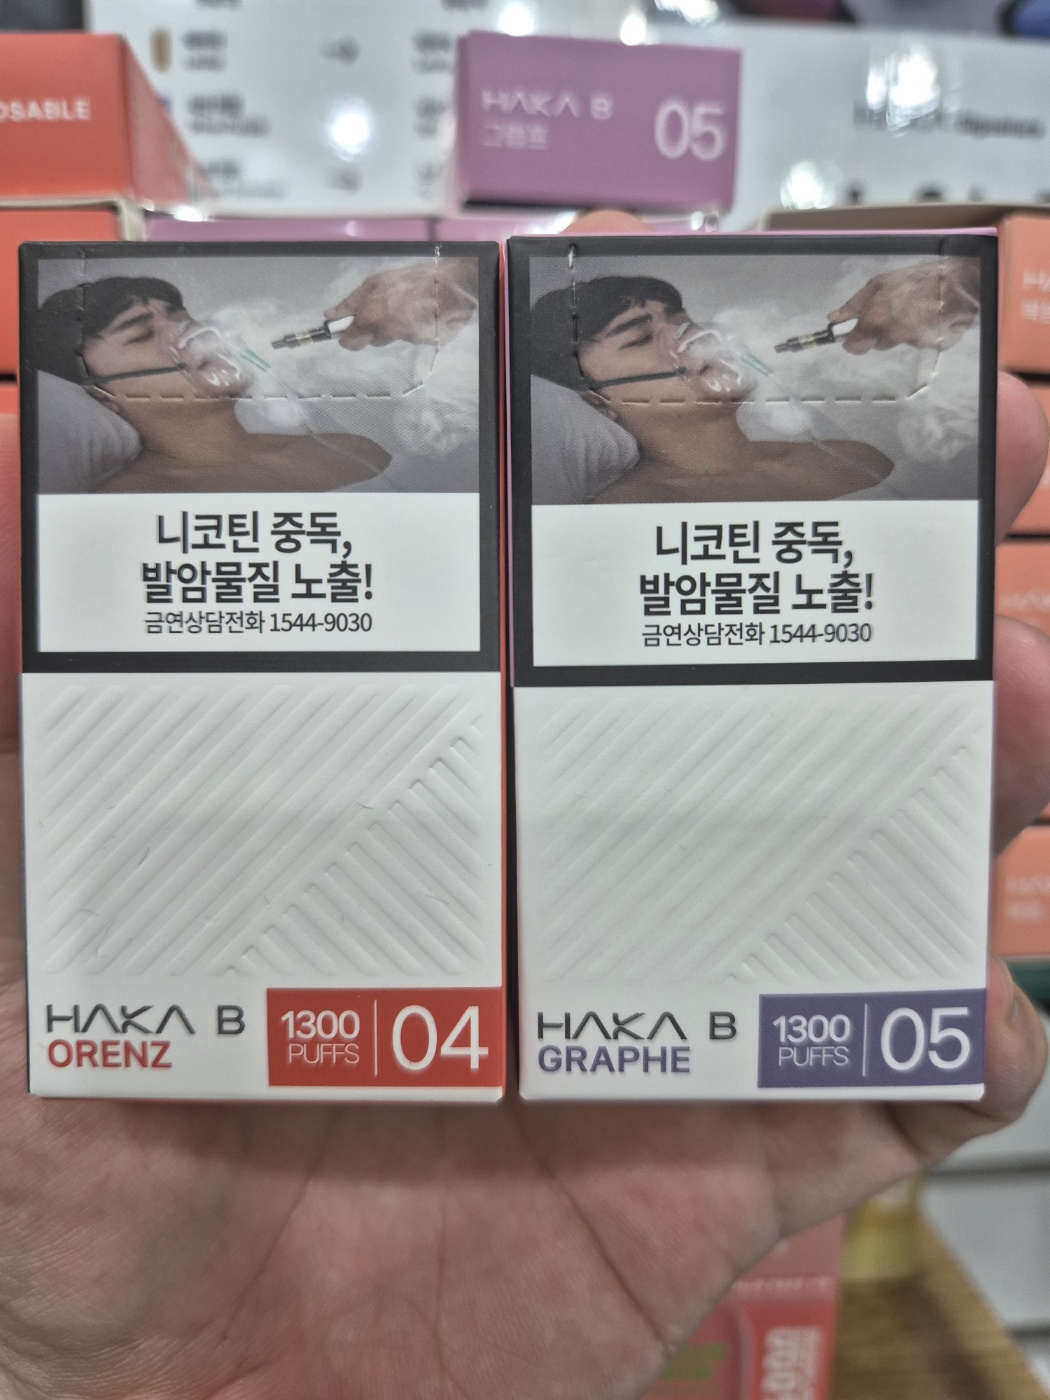 OSABLE
HAKA B
05
니코틴 중독,
발암물질 노출!
금연상담전화 1544-9030
HAKA B
ORENZ
1300
PUFFS
04
니코틴 중독,
발암물질 노출!
금연상담전화 1544-9030
HAKA B
GRAPHE
1300
PUFFS
05